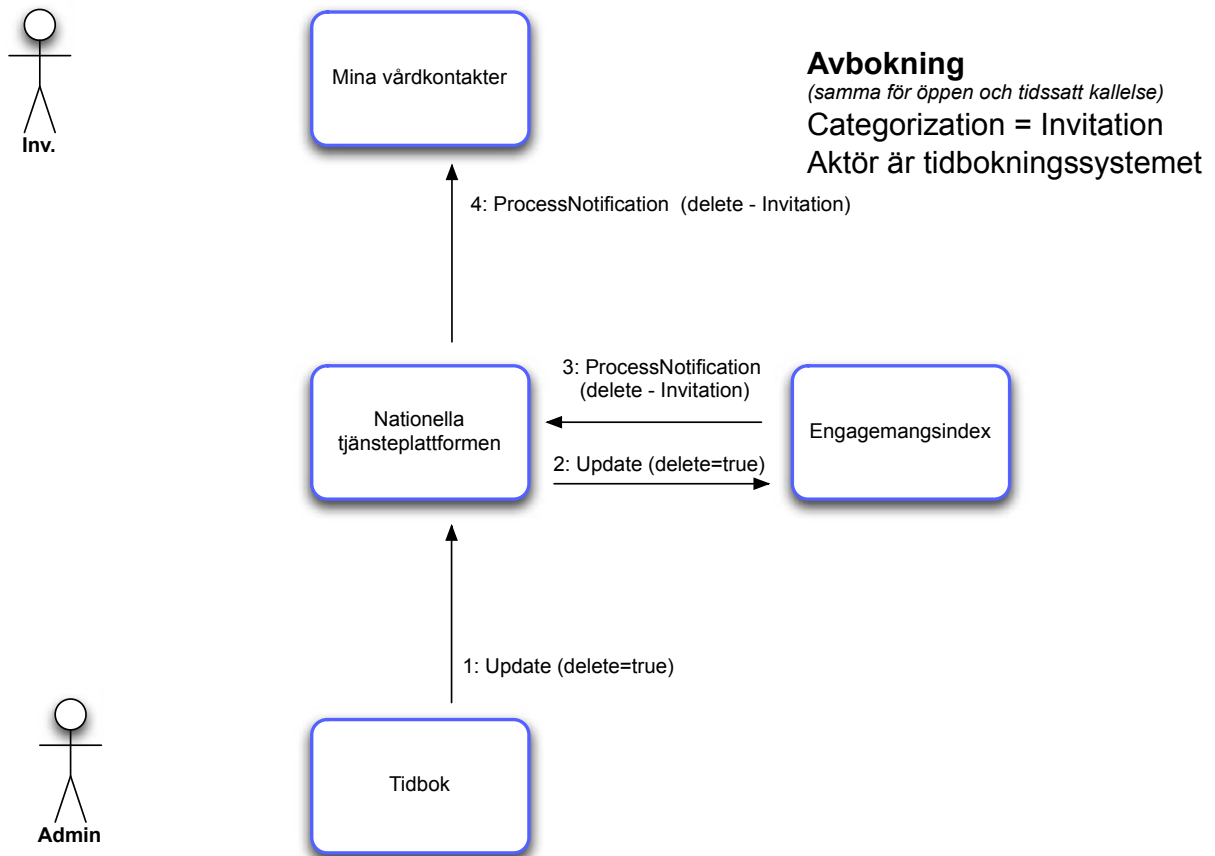 Inv.
Mina vårdkontakter
Avbokning
(samma för öppen och tidssatt kallelse)
Categorization = Invitation
Aktör är tidbokningssystemet
4: ProcessNotification (delete - Invitation)
Nationella
tjänsteplattformen
3: ProcessNotification
(delete - Invitation)
2: Update (delete=true)
Engagemangsindex
1: Update (delete=true)
Tidbok
Admin